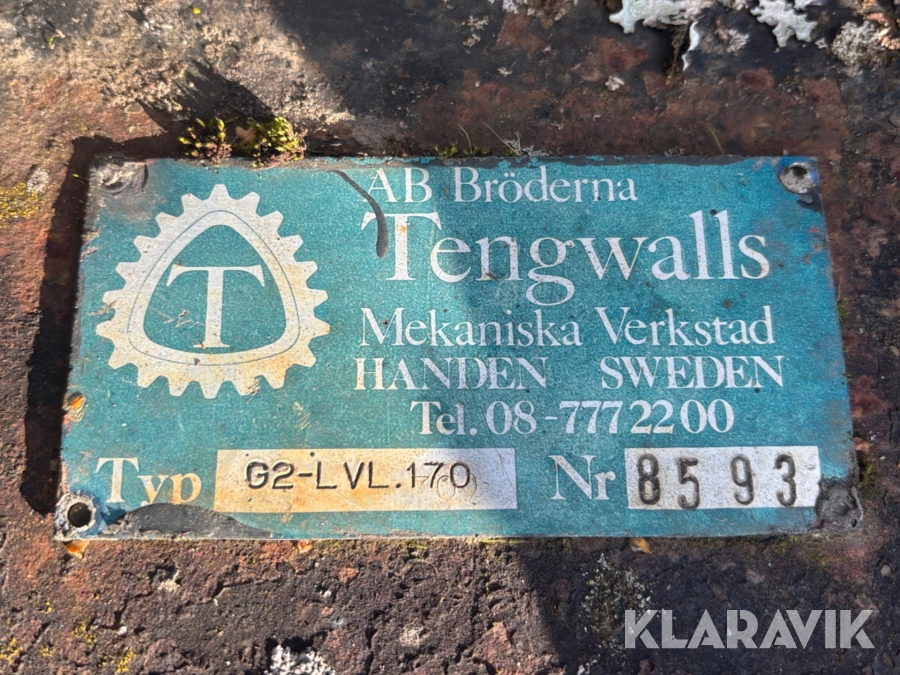 T
AB Bröderna
Tengwalls
Mekaniska Verkstad
HANDEN SWEDEN
Tel. 08-777 22 00
Typ G2-LVL.170 Nr 8593
KLARAVIK